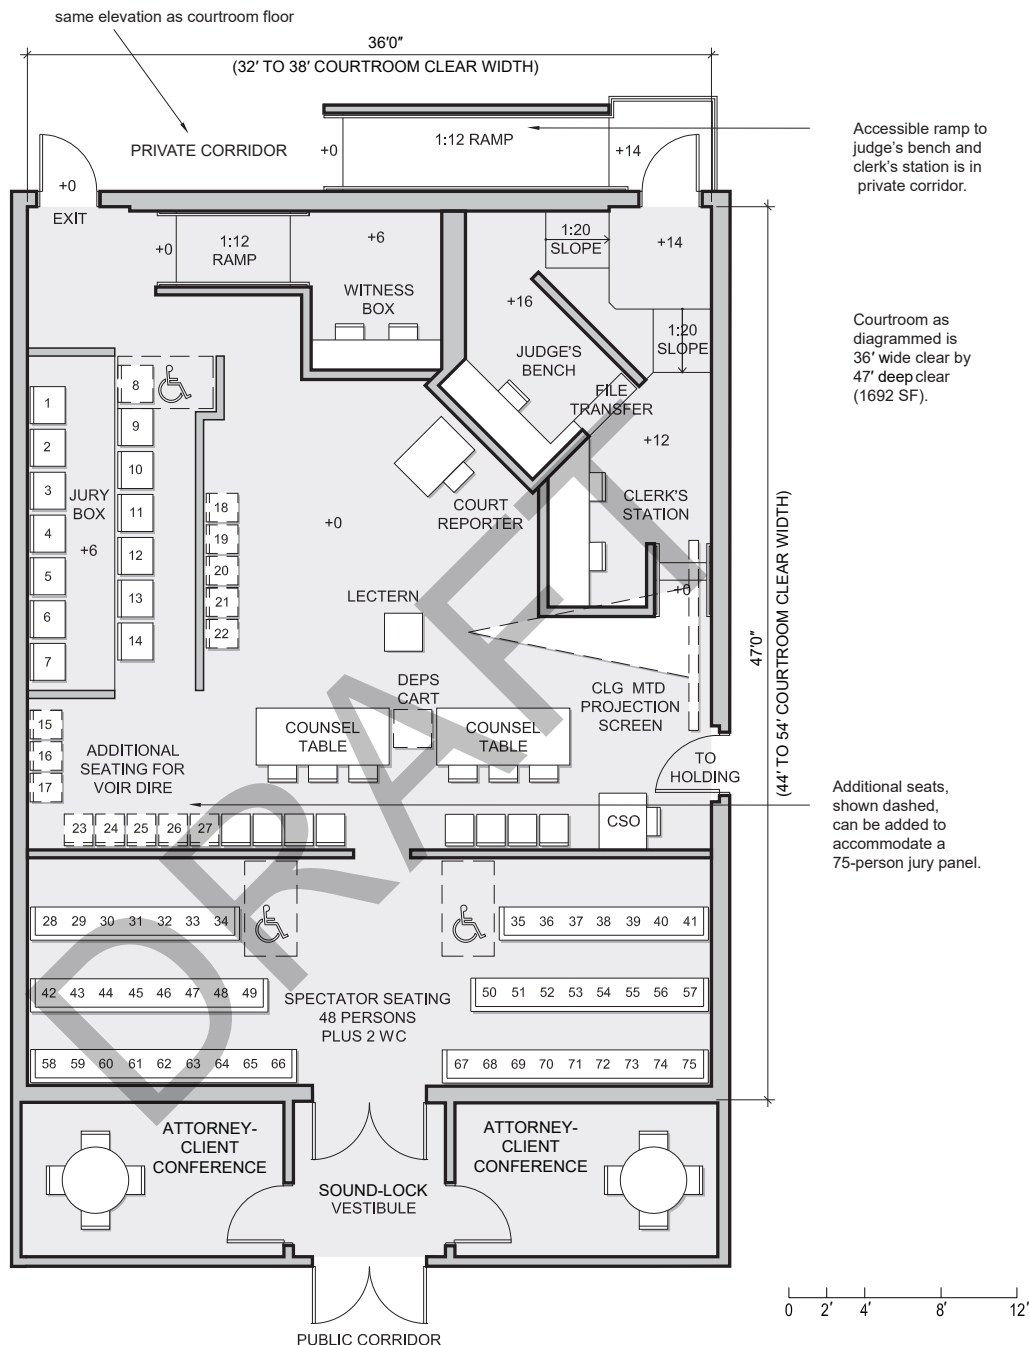 same elevation as courtroom floor
36'0"
(32' TO 38' COURTROOM CLEAR WIDTH)
PRIVATE CORRIDOR
+0
1:12 RAMP
+14
Accessible ramp to
judge's bench and
clerk's station is in
private corridor.
+0
EXIT
+0
1:12
RAMP
+6
WITNESS
BOX
1:20
SLOPE
+14
+16
1:20
SLOPE
JUDGE'S
BENCH
FILE
TRANSFER
+12
Courtroom as
diagrammed is
36' wide clear by
47' deep clear
(1692 SF).
1
2
3
4
5
6
7
JURY
BOX
+6
8
9
10
11
12
13
14
18
19
20
21
22
+0
COURT
REPORTER
CLERK'S
STATION
+0
LECTERN
DEPS
CART
CLG MTD
PROJECTION
SCREEN
47'0"
(44' TO 54' COURTROOM CLEAR WIDTH)
15
16
17
ADDITIONAL
SEATING FOR
VOIR DIRE
COUNSEL
TABLE
COUNSEL
TABLE
TO
HOLDING
CSO
Additional seats,
shown dashed,
can be added to
accommodate a
75-person jury panel.
23 24 25 26 27
28 29 30 31 32 33 34
35 36 37 38 39 40 41
42 43 44 45 46 47 48 49
50 51 52 53 54 55 56 57
SPECTATOR SEATING
48 PERSONS
PLUS 2 WC
58 59 60 61 62 63 64 65 66
67 68 69 70 71 72 73 74 75
ATTORNEY-
CLIENT
CONFERENCE
ATTORNEY-
CLIENT
CONFERENCE
SOUND-LOCK
VESTIBULE
PUBLIC CORRIDOR
0 2' 4' 8' 12'
DRAFT